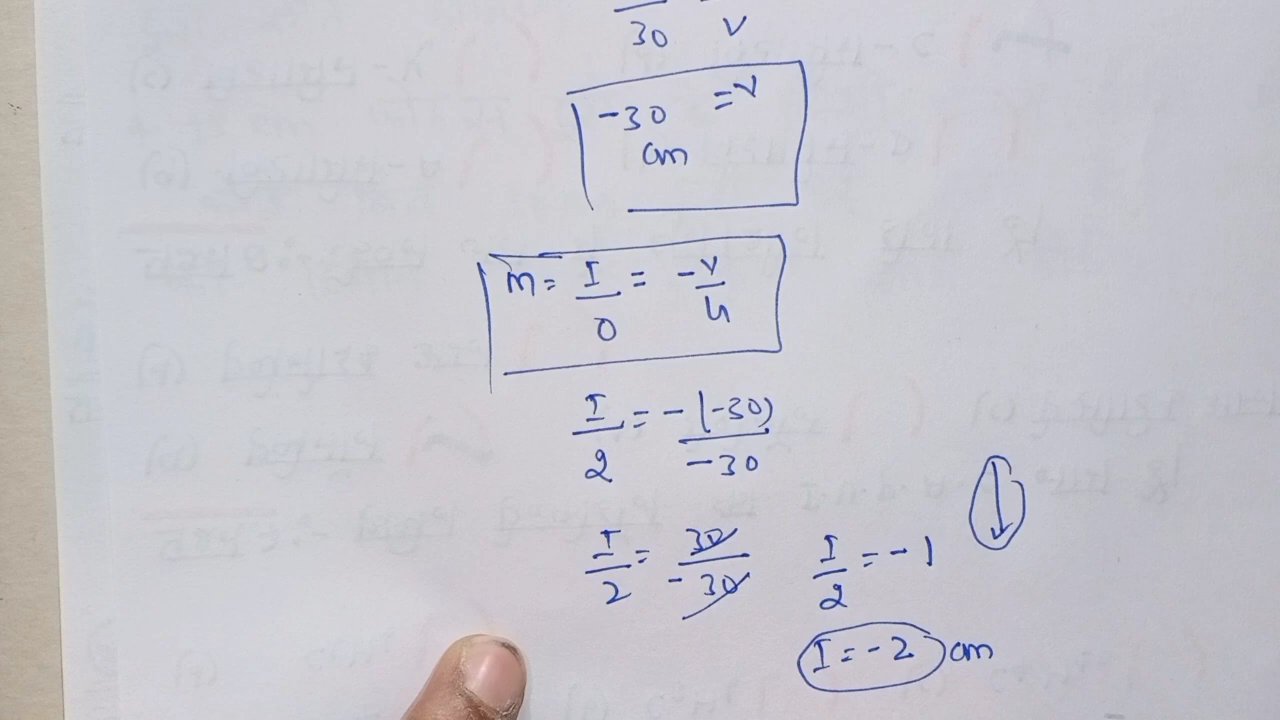 30 v
-30 = v
cm
m = I/O = -v/u
I/2 = -(-30)/-30
I/2 = 30/-30 I/2 = -1
I = -2 cm